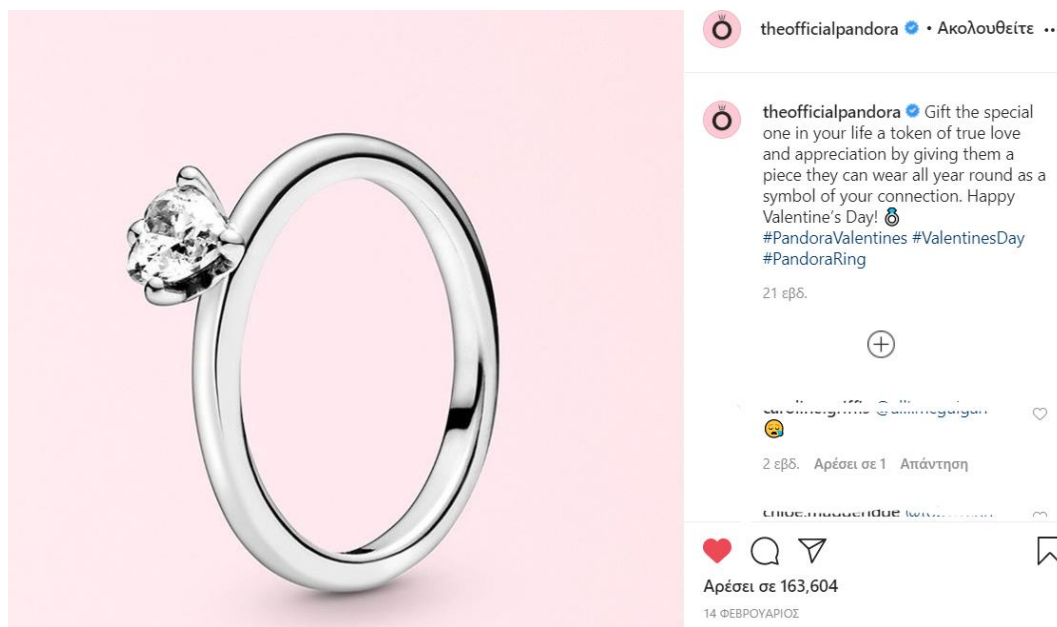 theofficialpandora • Ακολουθείτε
theofficialpandora Gift the special
one in your life a token of true love
and appreciation by giving them a
piece they can wear all year round as a
symbol of your connection. Happy
Valentine's Day!
#PandoraValentines #ValentinesDay
#PandoraRing
21 εβδ.
2 εβδ. Αρέσει σε 1 Απάντηση
Αρέσει σε 163,604
14 ΦΕΒΡΟΥΑΡΙΟΣ